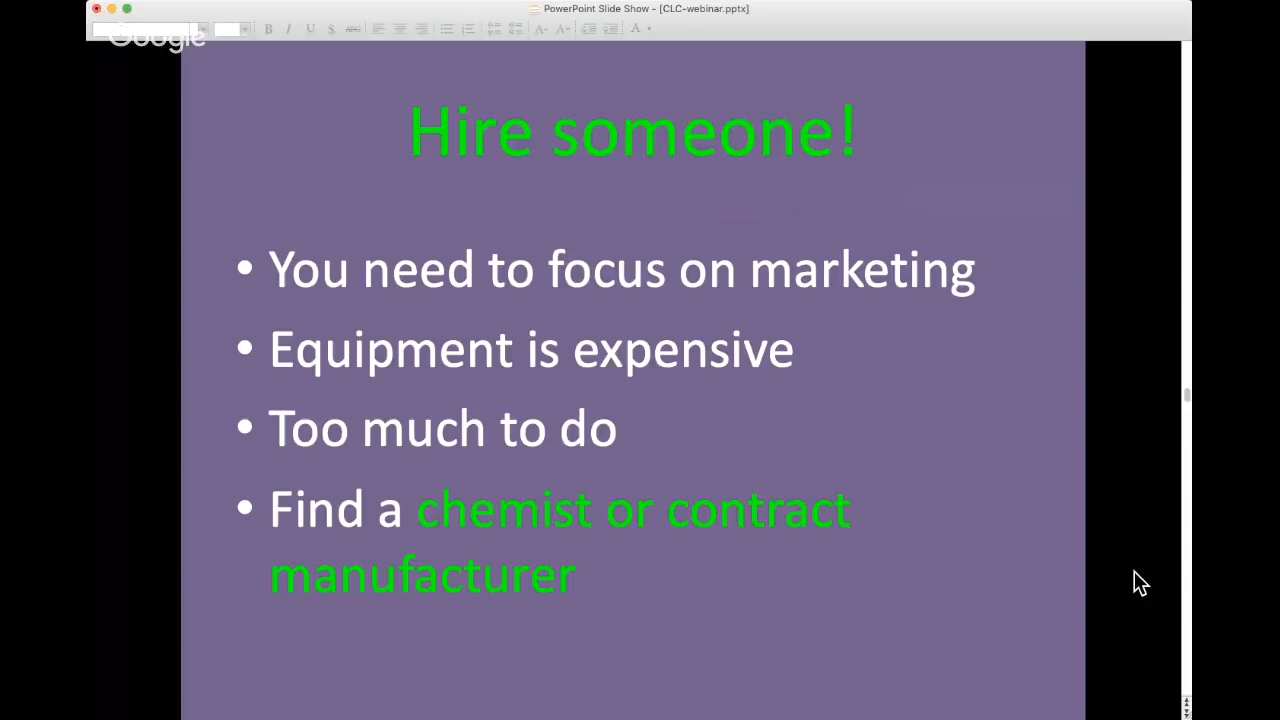 PowerPoint Slide Show - [CLC-webinar.pptx]
Google
Hire someone!
• You need to focus on marketing
• Equipment is expensive
• Too much to do
• Find a chemist or contract
manufacturer